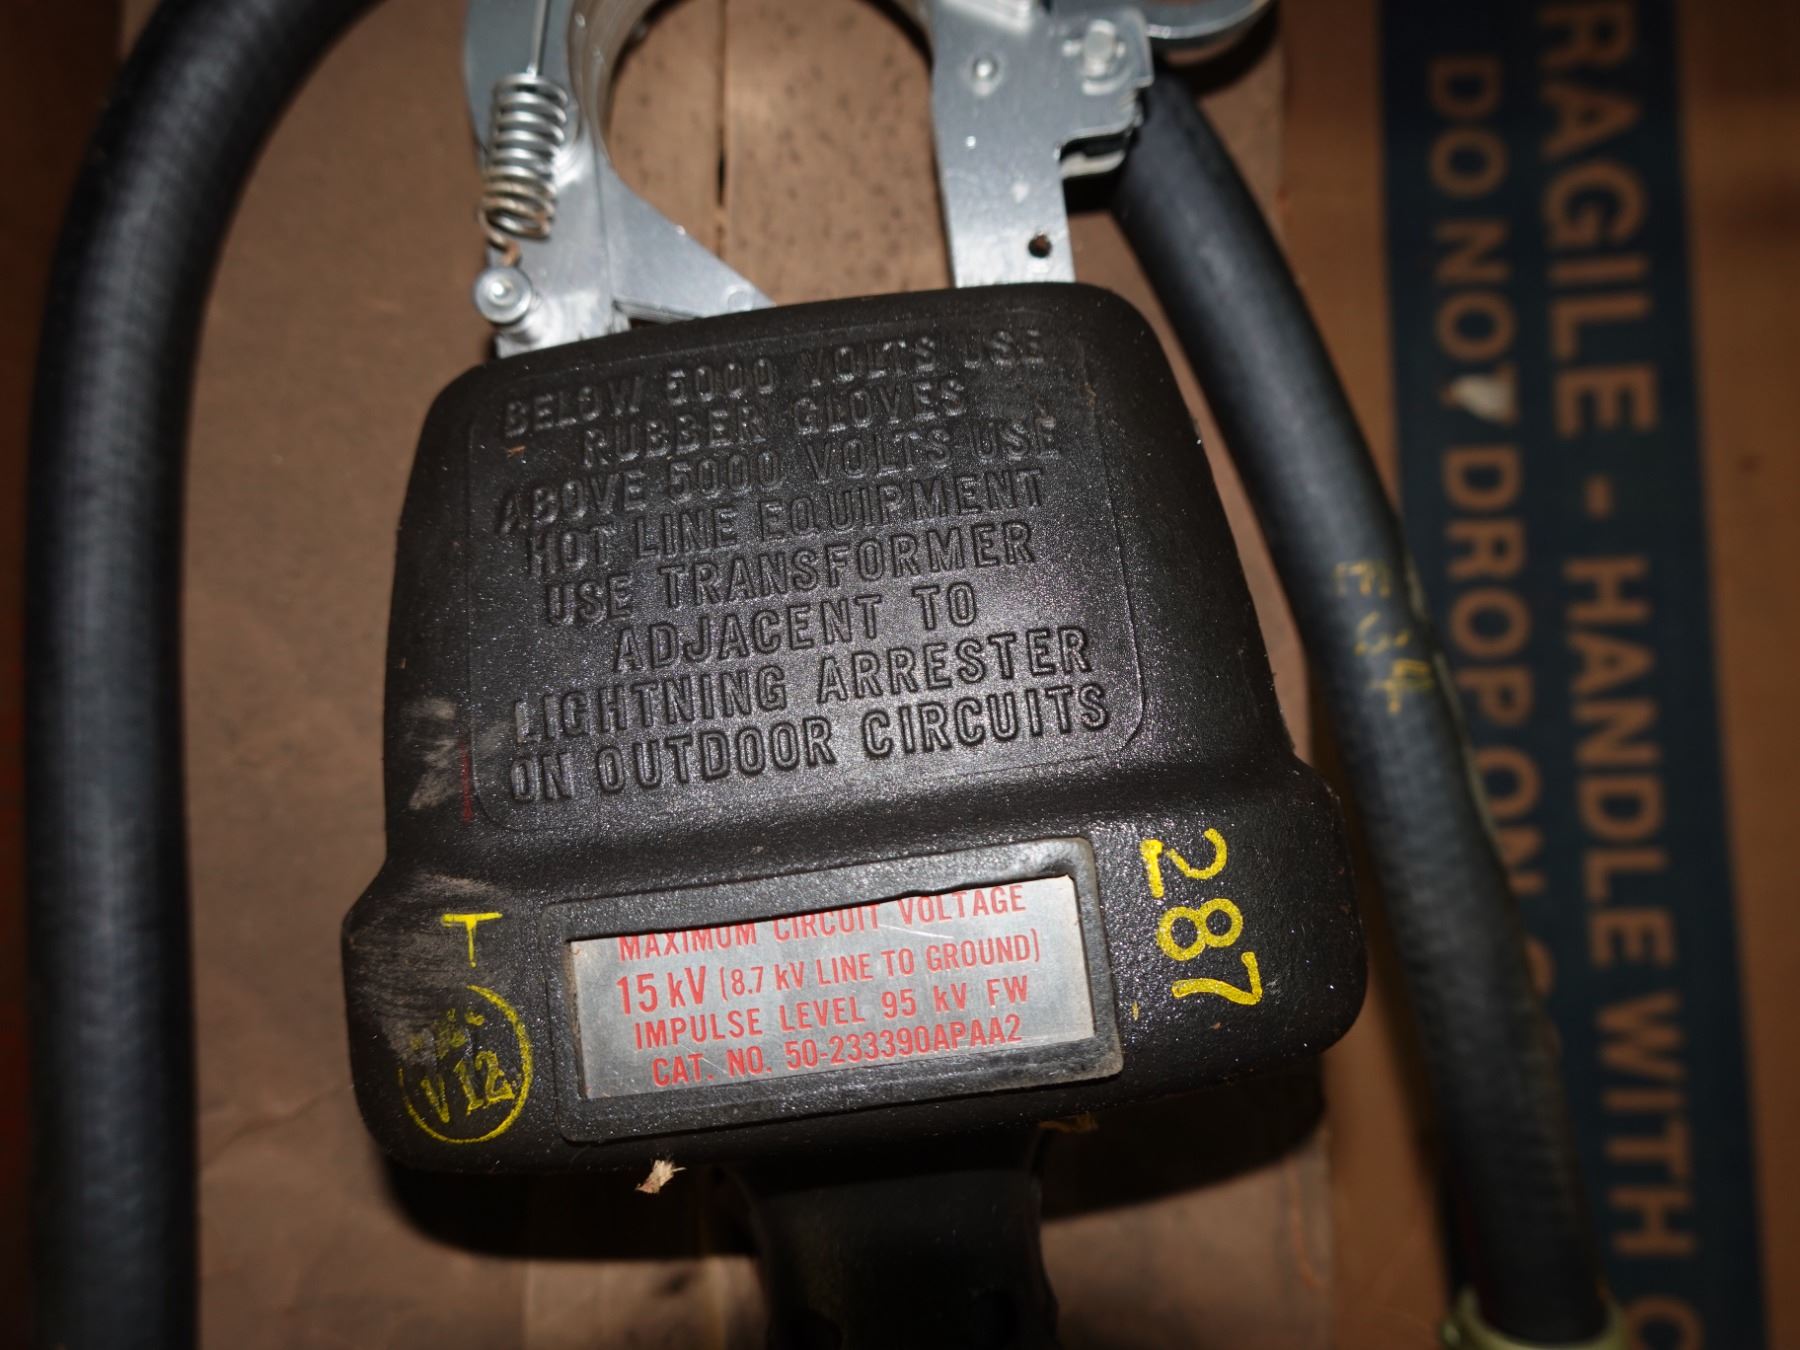 BELOW 5000 VOLTS USE
RUBBER GLOVES
ABOVE 5000 VOLTS USE
HOT LINE EQUIPMENT
USE TRANSFORMER
ADJACENT TO
LIGHTNING ARRESTER
ON OUTDOOR CIRCUITS
MAXIMUM CIRCUIT VOLTAGE
15 kV (8.7 kV LINE TO GROUND)
IMPULSE LEVEL 95 kV FW
CAT. NO. 50-233390APAA2
T
V12
287
RAGILE - HANDLE WITH C
DO NOT DROP ON